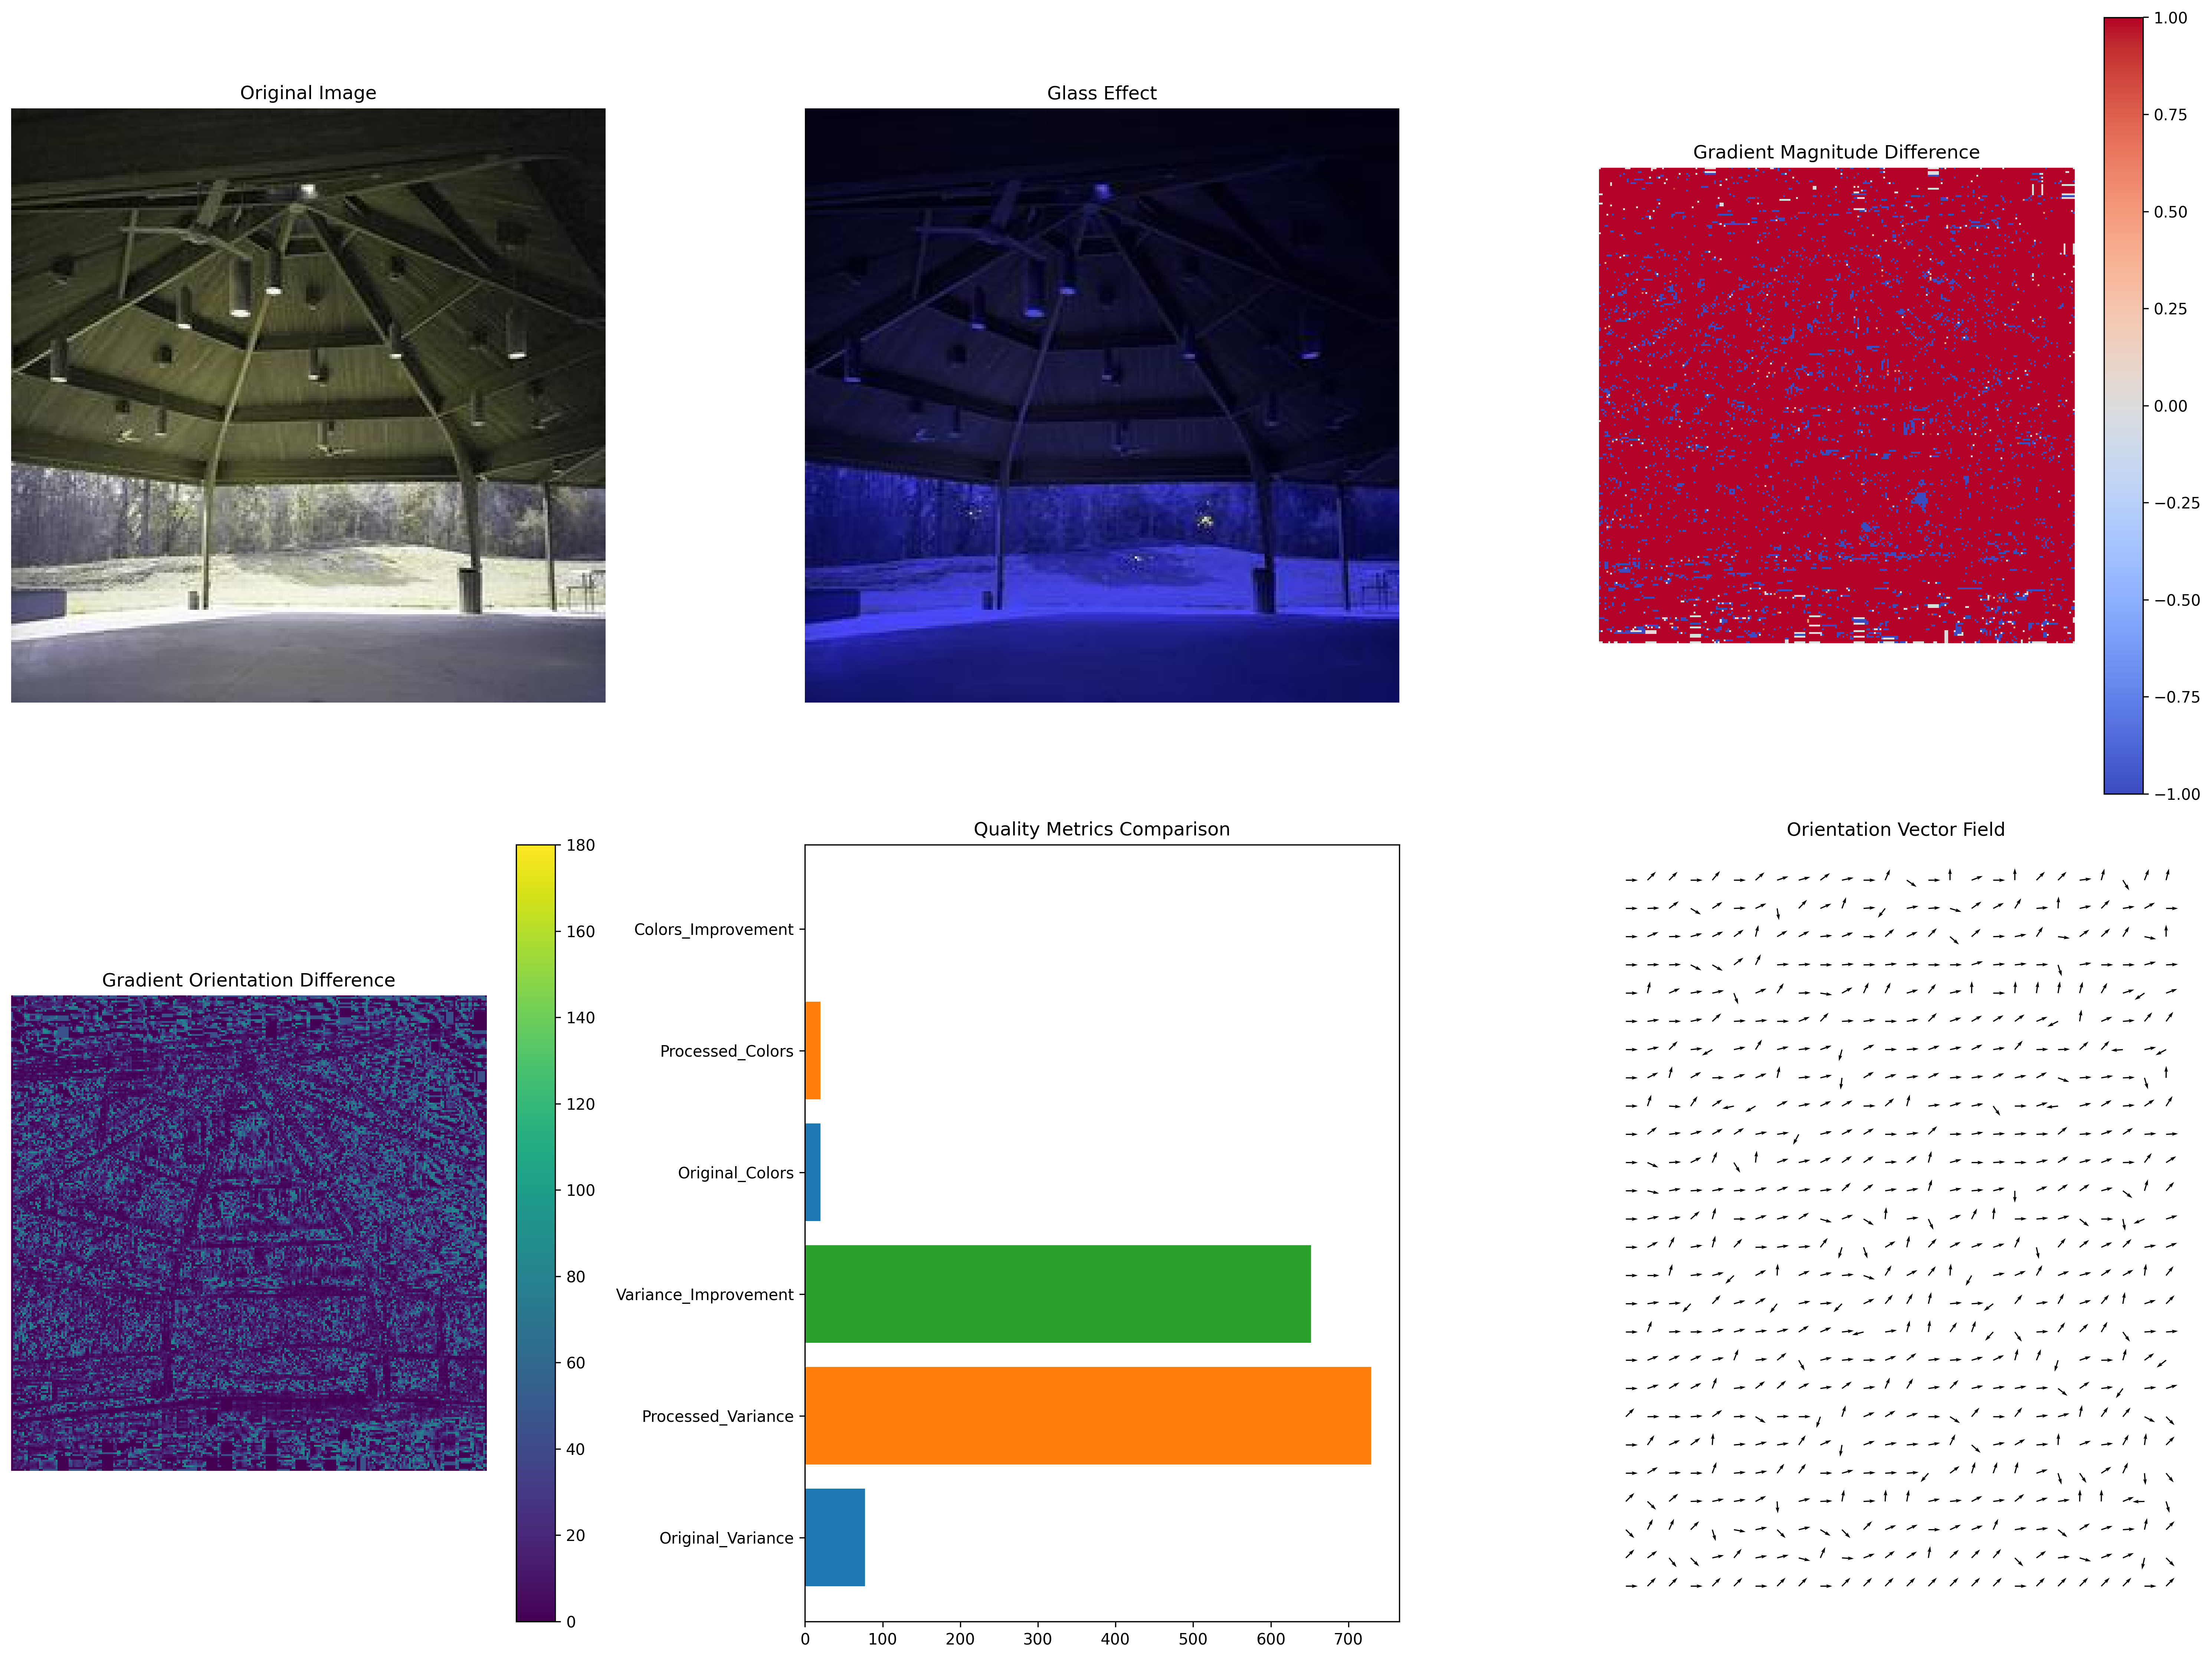 Original Image
Glass Effect
Gradient Magnitude Difference
1.00
0.75
0.50
0.25
0.00
−0.25
−0.50
−0.75
−1.00
Gradient Orientation Difference
180
160
140
120
100
80
60
40
20
0
Quality Metrics Comparison
Colors_Improvement
Processed_Colors
Original_Colors
Variance_Improvement
Processed_Variance
Original_Variance
0 100 200 300 400 500 600 700
Orientation Vector Field